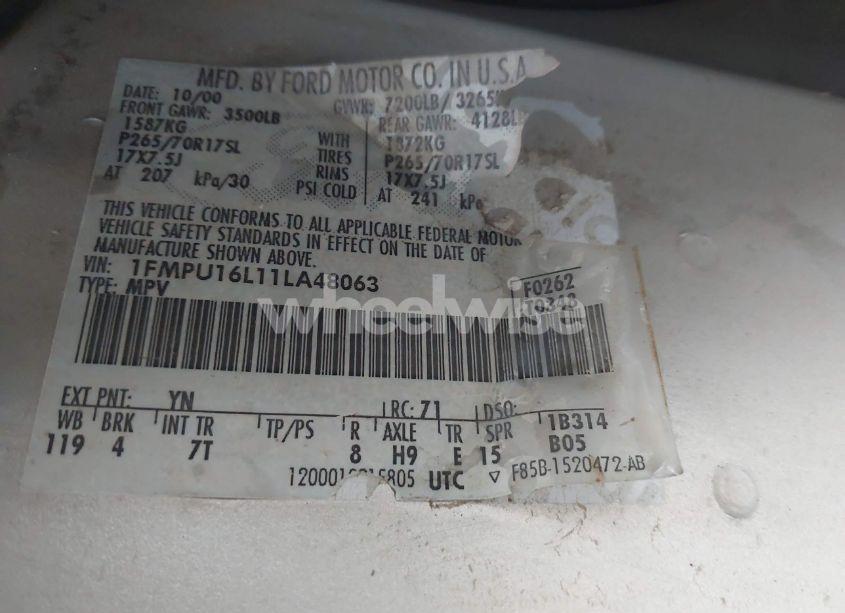 MFD. BY FORD MOTOR CO. IN U.S.A
DATE: 10/00 GVWR: 7200LB/ 3265K
FRONT GAWR: 3500LB REAR GAWR: 4128L
1587KG WITH 1872KG
P265/70R17SL TIRES P265/70R17SL
17X7.5J RIMS 17X7.5J
AT 207 kPa/30 PSI COLD AT 241 kPa
THIS VEHICLE CONFORMS TO ALL APPLICABLE FEDERAL MOTOR
VEHICLE SAFETY STANDARDS IN EFFECT ON THE DATE OF
MANUFACTURE SHOWN ABOVE.
VIN: 1FMPU16L11LA48063 F0262
TYPE: MPV T0348
wheelwise
EXT PNT: YN RC: 71 DSO:
WB BRK INT TR TP/PS R AXLE TR SPR 1B314
119 4 7T 8 H9 E 15 B05
UTC ▽ F85B-1520472-AB